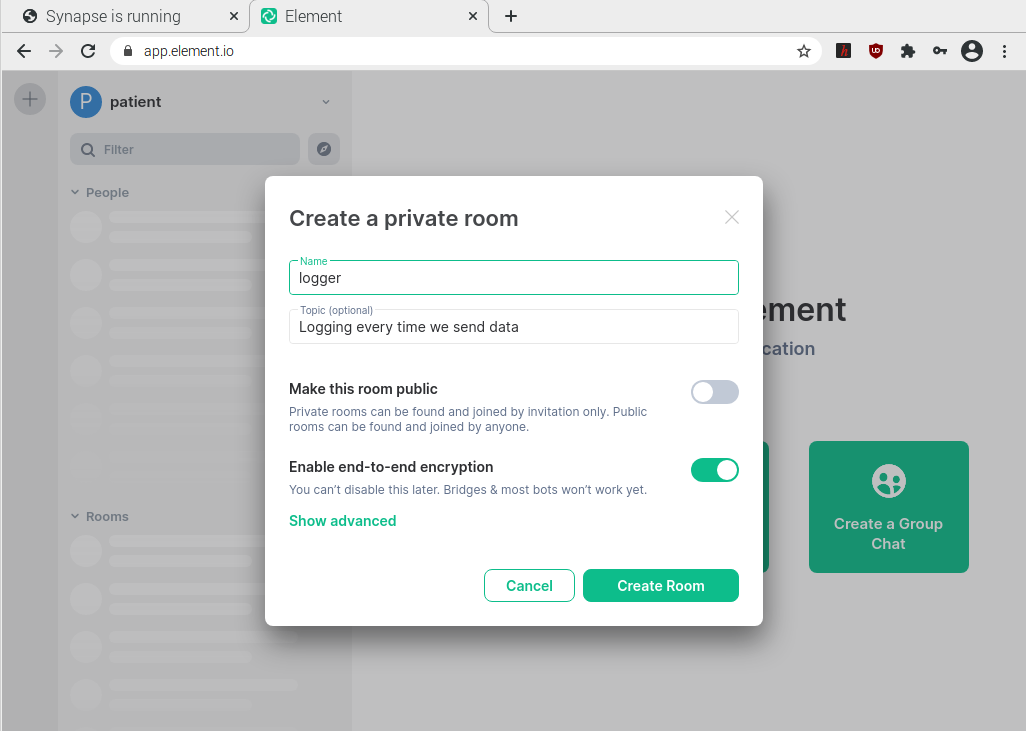 Synapse is running
Element
app.element.io
P patient
Filter
People
Rooms
ement
cation
Create a Group
Chat
Create a private room
Name
logger
Topic (optional)
Logging every time we send data
Make this room public
Private rooms can be found and joined by invitation only. Public
rooms can be found and joined by anyone.
Enable end-to-end encryption
You can’t disable this later. Bridges & most bots won’t work yet.
Show advanced
Cancel
Create Room